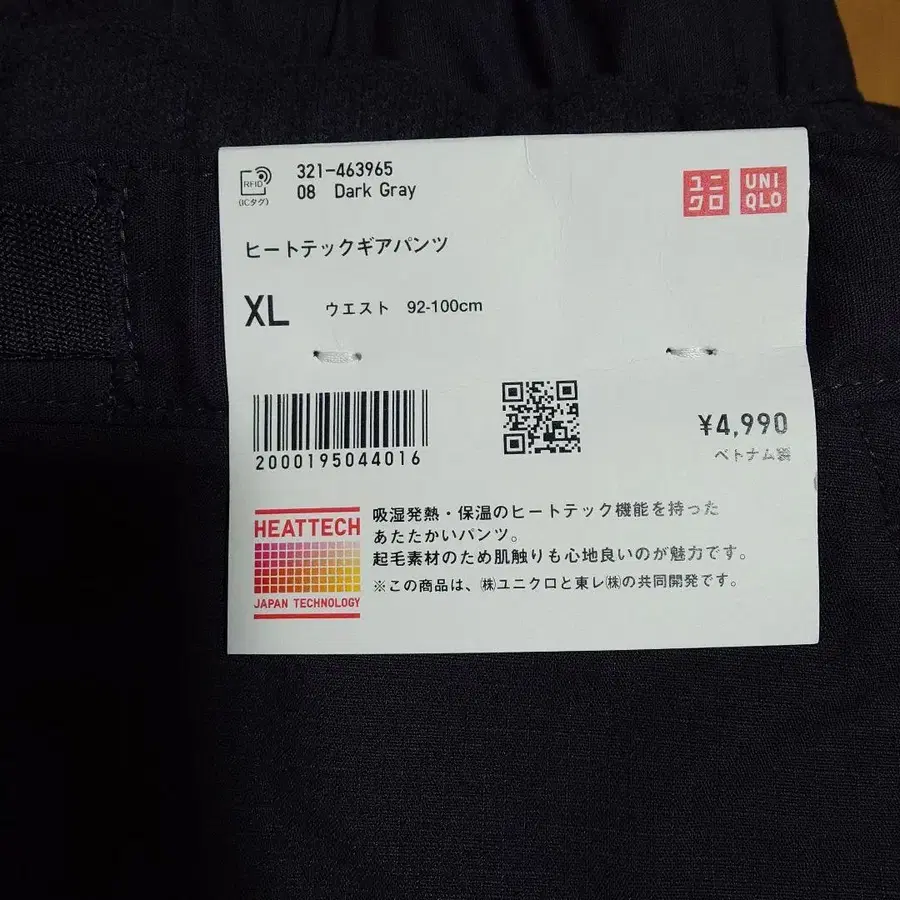 RFID
(ICタグ)
321-463965
08 Dark Gray
ユニ
クロ
UNI
QLO
ヒートテックギアパンツ
XL ウエスト 92-100cm
2000195044016
¥4,990
ベトナム製
HEATTECH
JAPAN TECHNOLOGY
吸湿発熱・保温のヒートテック機能を持った
あたたかいパンツ。
起毛素材のため肌触りも心地良いのが魅力です。
※この商品は、㈱ユニクロと東レ㈱の共同開発です。